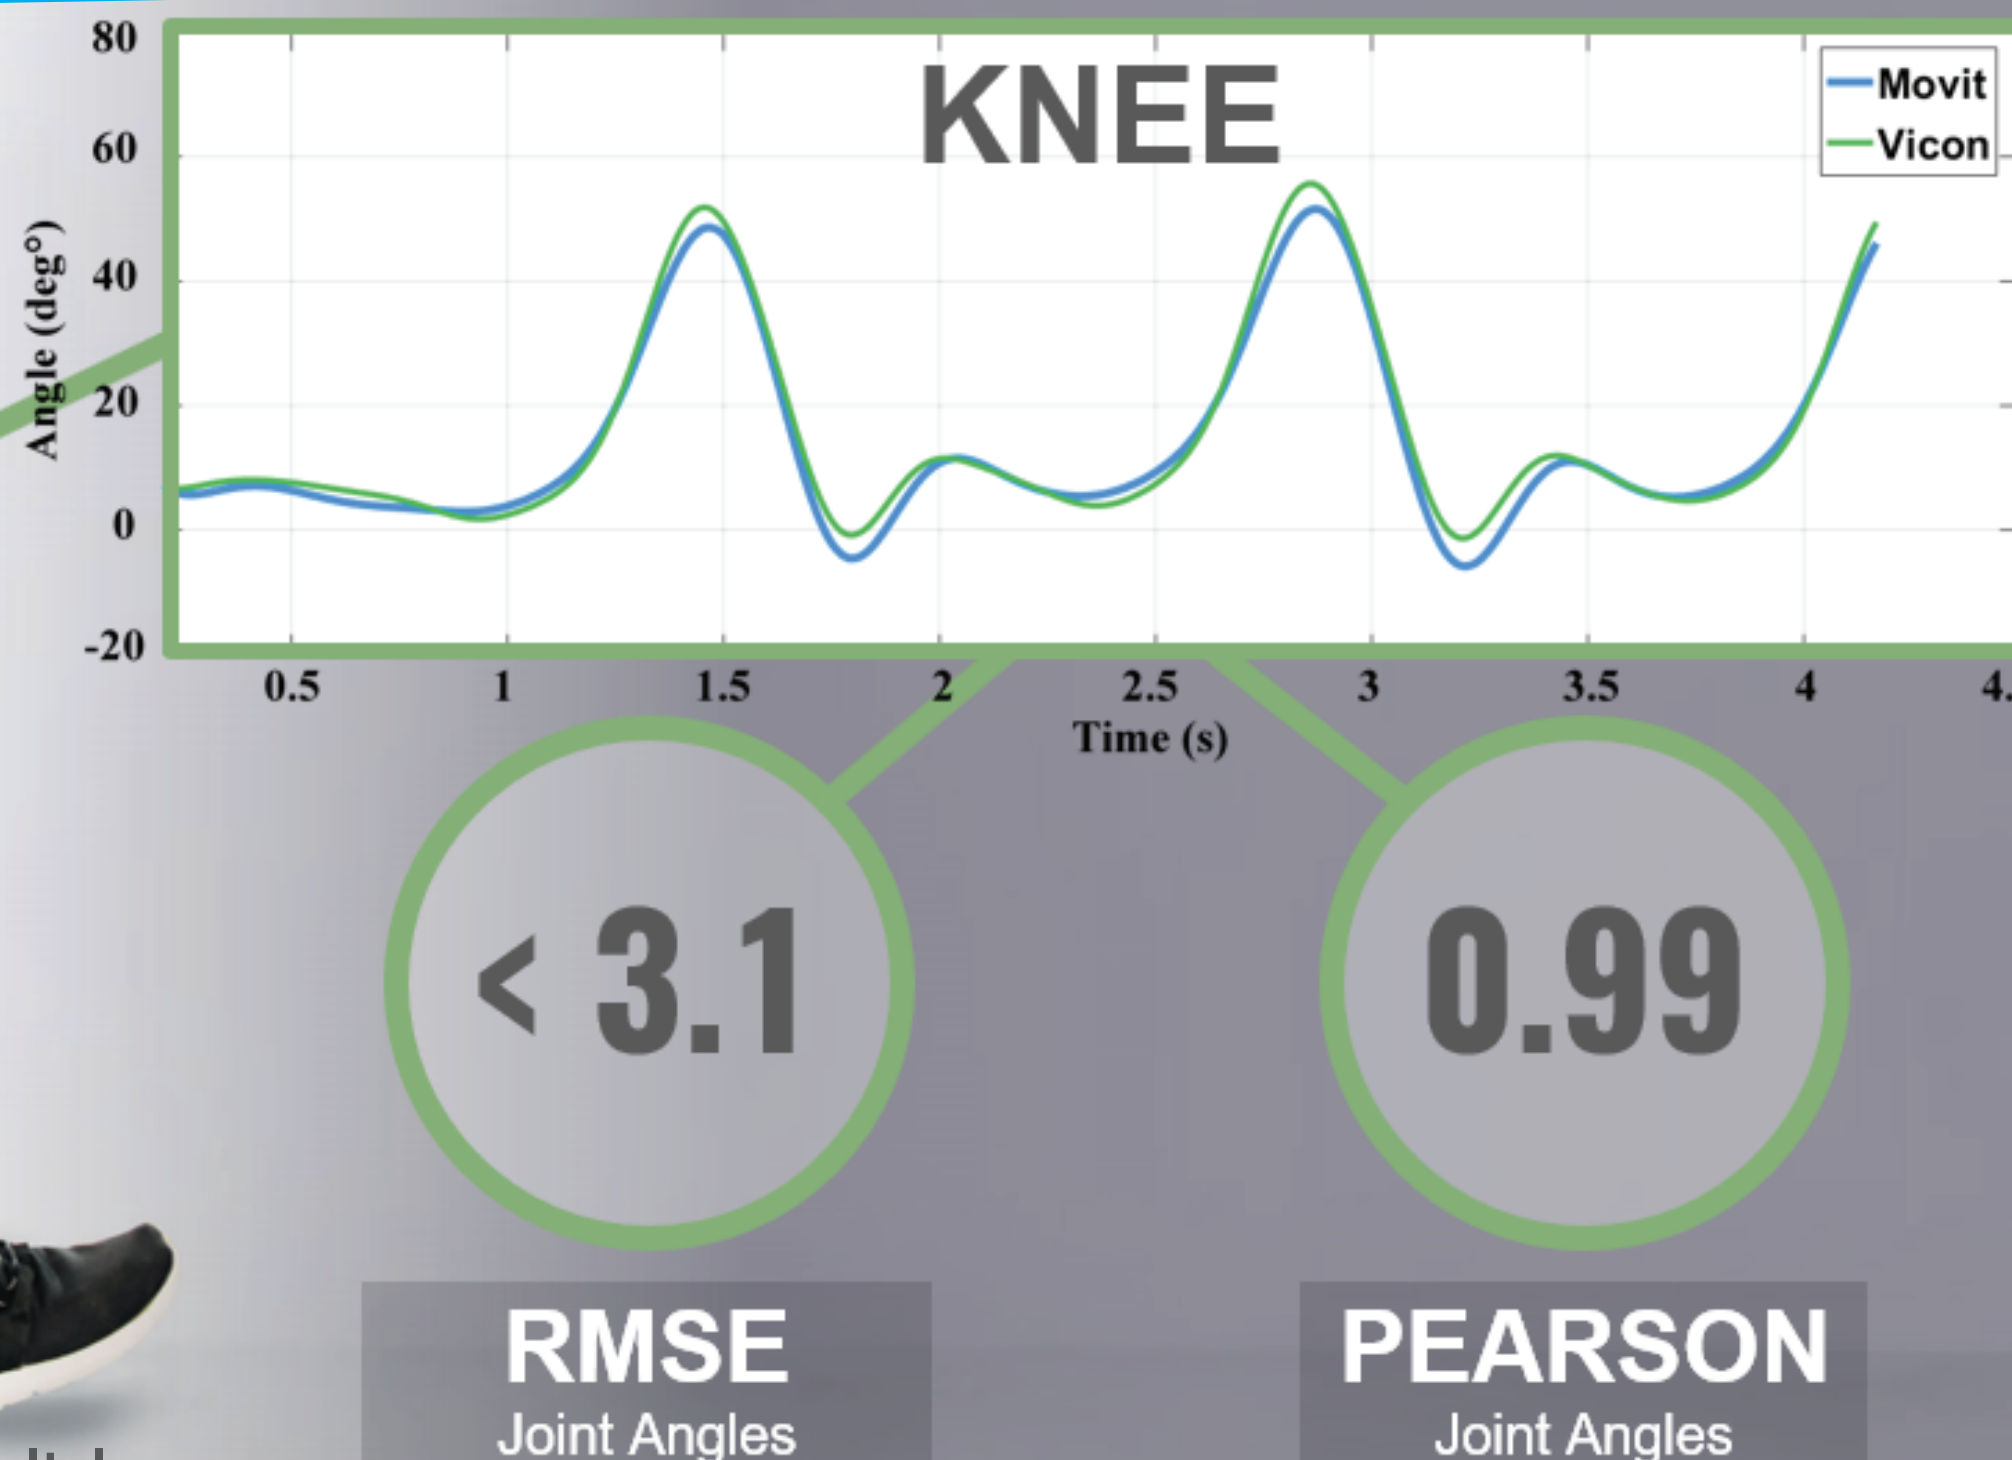 80
KNEE
Movit
Vicon
60
40
20
0
-20
Angle (deg°)
0.5 1 1.5 2 2.5 3 3.5 4 4.
Time (s)
< 3.1
0.99
RMSE
Joint Angles
PEARSON
Joint Angles